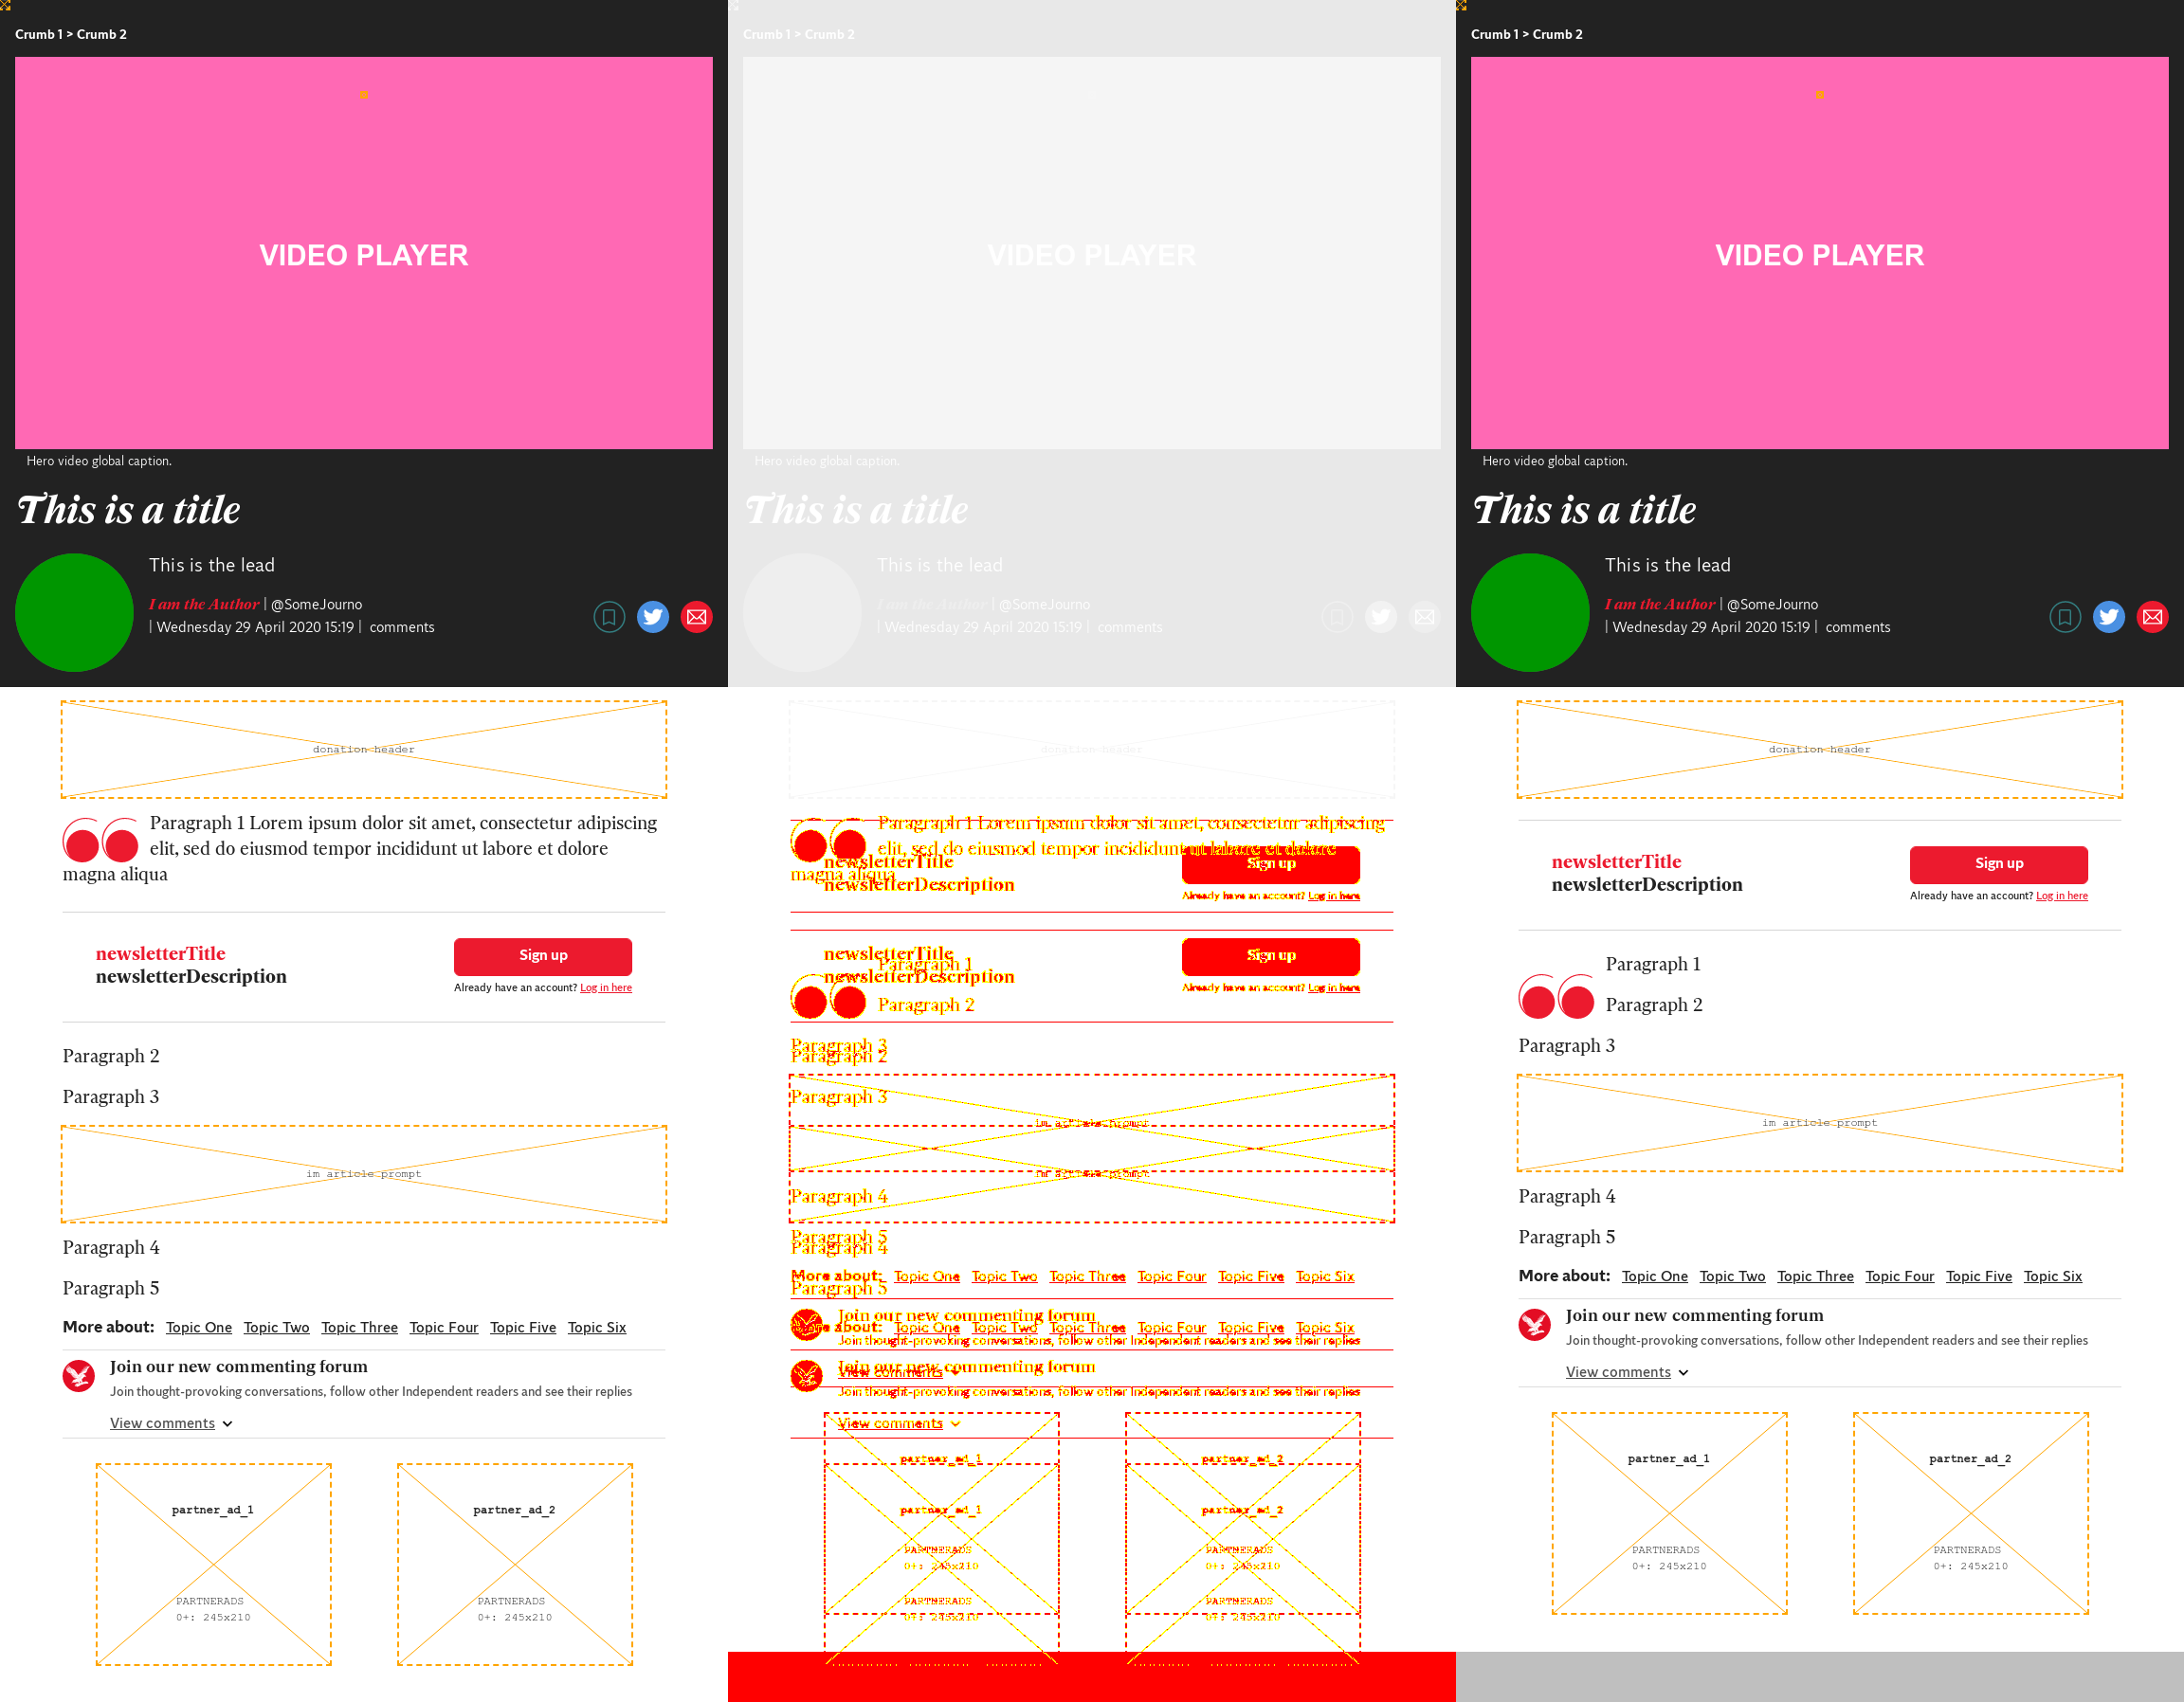 Crumb 1 > Crumb 2
VIDEO PLAYER
Hero video global caption.
This is a title
This is the lead
I am the Author | @SomeJourno
| Wednesday 29 April 2020 15:19 | comments
donation header
Paragraph 1 Lorem ipsum dolor sit amet, consectetur adipiscing
elit, sed do eiusmod tempor incididunt ut labore et dolore
magna aliqua
newsletterTitle
newsletterDescription
Sign up
Already have an account? Log in here
Paragraph 2
Paragraph 3
im article prompt
Paragraph 4
Paragraph 5
More about: Topic One Topic Two Topic Three Topic Four Topic Five Topic Six
Join our new commenting forum
Join thought-provoking conversations, follow other Independent readers and see their replies
View comments
partner_ad_1
PARTNERADS
0+: 245x210
partner_ad_2
PARTNERADS
0+: 245x210
Crumb 1 > Crumb 2
VIDEO PLAYER
Hero video global caption.
This is a title
This is the lead
I am the Author | @SomeJourno
| Wednesday 29 April 2020 15:19 | comments
donation header
Paragraph 1 Lorem ipsum dolor sit amet, consectetur adipiscing
elit, sed do eiusmod tempor incididunt ut labore et dolore
newsletterTitle
magna aliqua
newsletterDescription
Sign up
Already have an account? Log in here
newsletterTitle
Paragraph 1
newsletterDescription
Sign up
Already have an account? Log in here
Paragraph 2
Paragraph 3
Paragraph 2
Paragraph 3
im article prompt
im article prompt
Paragraph 4
Paragraph 5
Paragraph 4
More about: Topic One Topic Two Topic Three Topic Four Topic Five Topic Six
Paragraph 5
Join our new commenting forum
More about: Topic One Topic Two Topic Three Topic Four Topic Five Topic Six
Join thought-provoking conversations, follow other Independent readers and see their replies
Join our new commenting forum
View comments
Join thought-provoking conversations, follow other Independent readers and see their replies
View comments
partner_ad_1
partner_ad_1
PARTNERADS
0+: 245x210
PARTNERADS
0+: 245x210
partner_ad_2
partner_ad_2
PARTNERADS
0+: 245x210
PARTNERADS
0+: 245x210
Crumb 1 > Crumb 2
VIDEO PLAYER
Hero video global caption.
This is a title
This is the lead
I am the Author | @SomeJourno
| Wednesday 29 April 2020 15:19 | comments
donation header
newsletterTitle
newsletterDescription
Sign up
Already have an account? Log in here
Paragraph 1
Paragraph 2
Paragraph 3
im article prompt
Paragraph 4
Paragraph 5
More about: Topic One Topic Two Topic Three Topic Four Topic Five Topic Six
Join our new commenting forum
Join thought-provoking conversations, follow other Independent readers and see their replies
View comments
partner_ad_1
PARTNERADS
0+: 245x210
partner_ad_2
PARTNERADS
0+: 245x210